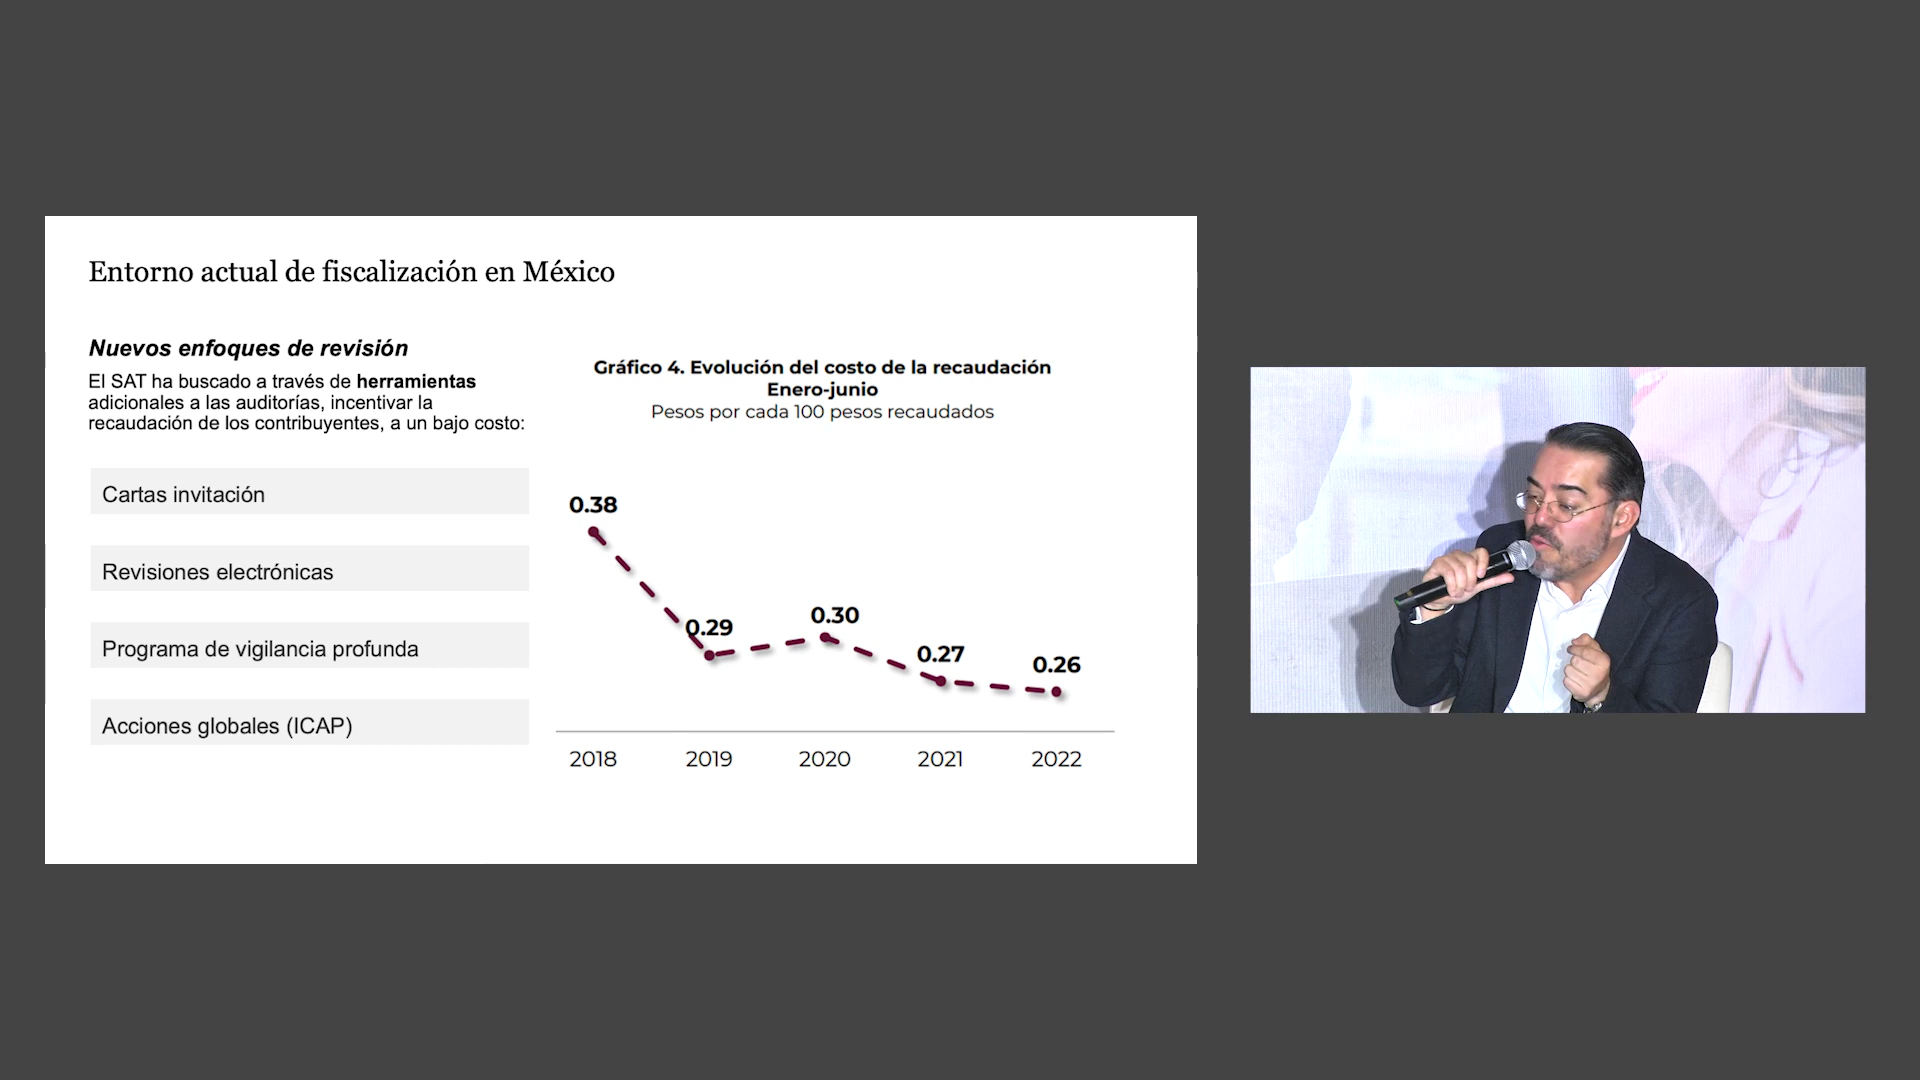 Entorno actual de fiscalización en México
Nuevos enfoques de revisión
El SAT ha buscado a través de herramientas
adicionales a las auditorías, incentivar la
recaudación de los contribuyentes, a un bajo costo:
Cartas invitación
Revisiones electrónicas
Programa de vigilancia profunda
Acciones globales (ICAP)
Gráfico 4. Evolución del costo de la recaudación
Enero-junio
Pesos por cada 100 pesos recaudados
0.38
0.29
0.30
0.27
0.26
2018
2019
2020
2021
2022